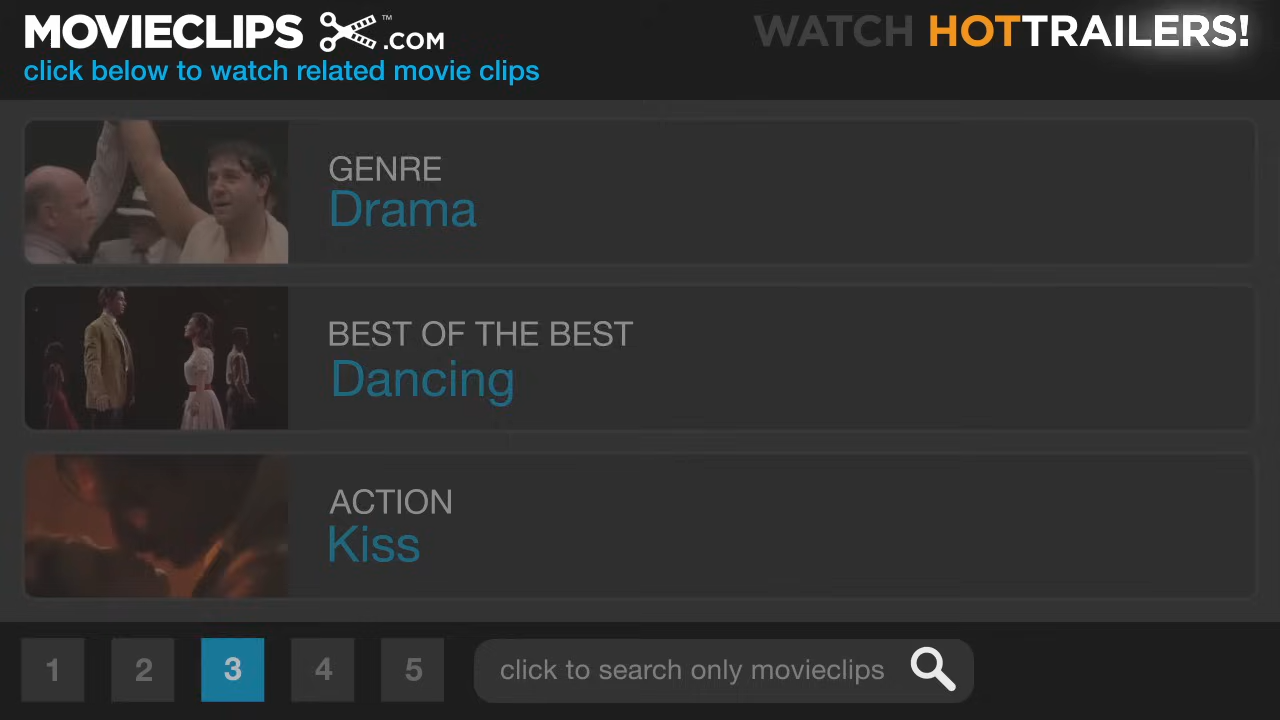 MOVIECLIPS ™ .COM
WATCH HOTTRAILERS!
click below to watch related movie clips
GENRE
Drama
BEST OF THE BEST
Dancing
ACTION
Kiss
1 2 3 4 5 click to search only movieclips